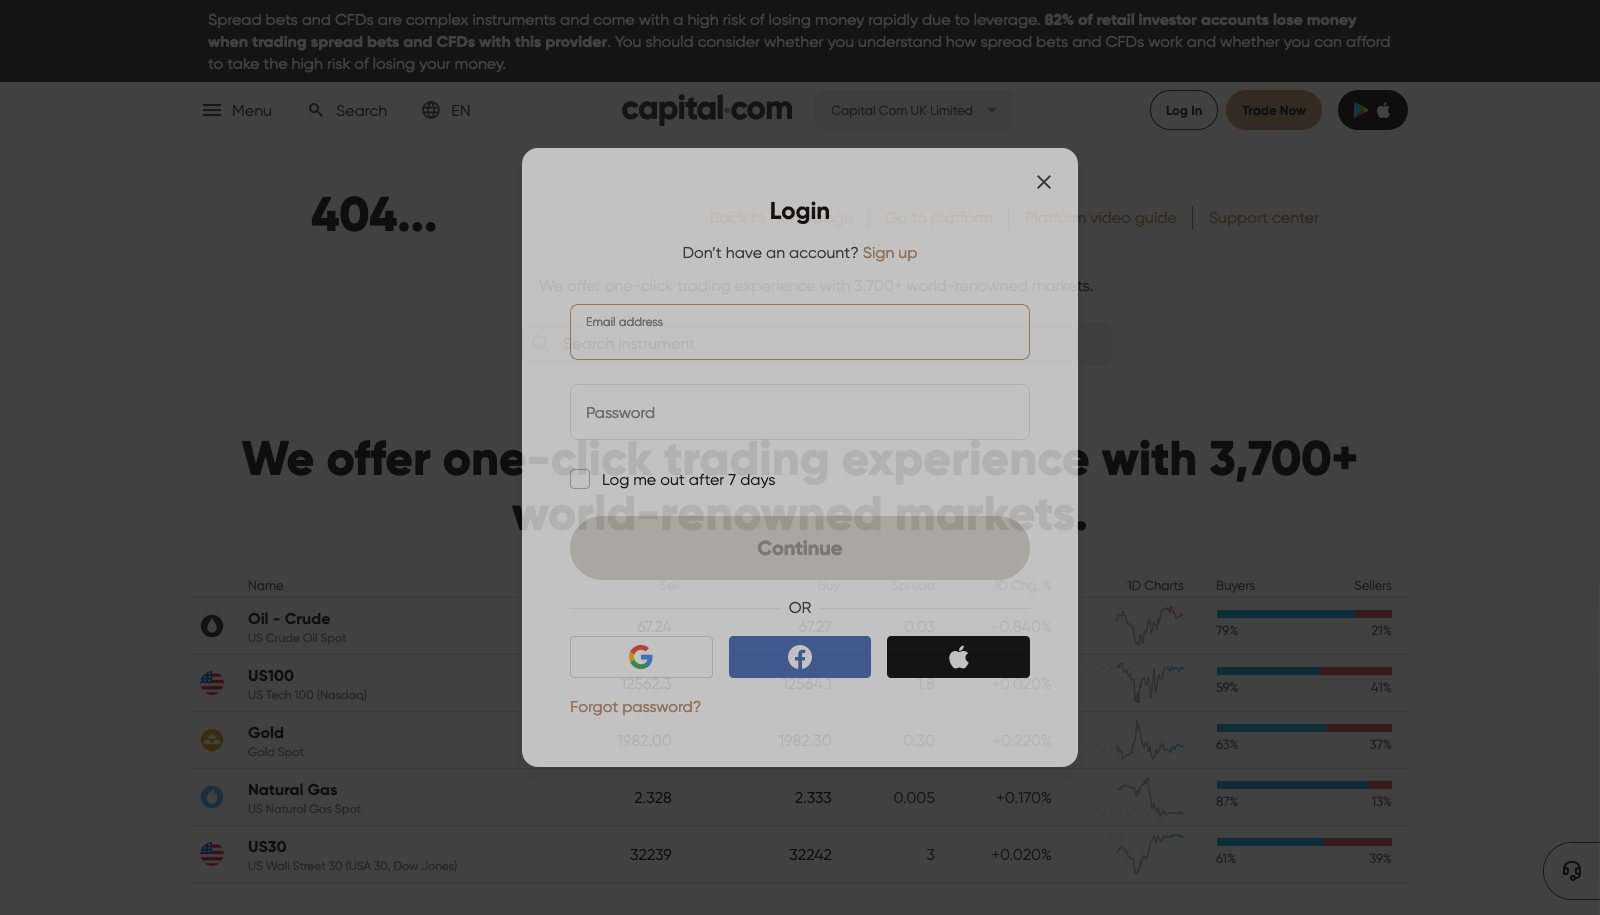 Spread bets and CFDs are complex instruments and come with a high risk of losing money rapidly due to leverage. 82% of retail investor accounts lose money
when trading spread bets and CFDs with this provider. You should consider whether you understand how spread bets and CFDs work and whether you can afford
to take the high risk of losing your money.
Menu Search EN capital.com Capital Com UK Limited Log In Trade Now
404...
Login
Back to page Go to platform Platform video guide Support center
Don't have an account? Sign up
We offer one-click trading experience with 3,700+ world-renowned markets.
Email address
Search instrument
Password
We offer one-click trading experience with 3,700+
world-renowned markets.
Log me out after 7 days
Continue
Name Sell Buy Spread 1D Chg, % 1D Charts Buyers Sellers
OR
Oil - Crude 67.24 67.27 0.03 -0.840% 79% 21%
US Crude Oil Spot
US100 12562.3 12564.1 1.8 +0.020% 59% 41%
US Tech 100 (Nasdaq)
Forgot password?
Gold 1982.00 1982.30 0.30 +0.220% 63% 37%
Gold Spot
Natural Gas 2.328 2.333 0.005 +0.170% 87% 13%
US Natural Gas Spot
US30 32239 32242 3 +0.020% 61% 39%
US Wall Street 30 (USA 30, Dow Jones)